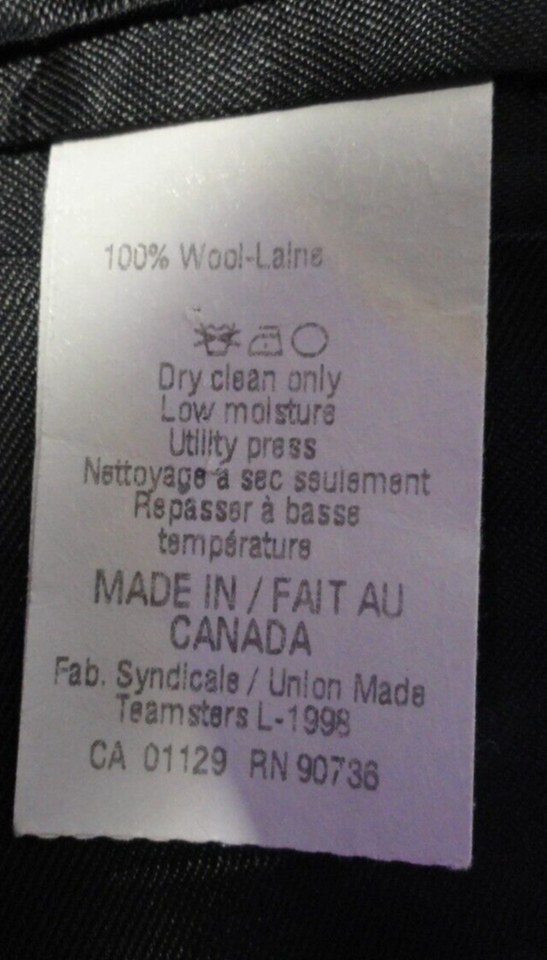 100% Wool-Laine
Dry clean only
Low moisture
Utility press
Nettoyage à sec seulement
Repasser à basse
température
MADE IN / FAIT AU
CANADA
Fab. Syndicale / Union Made
Teamsters L-1998
CA 01129 RN 90736